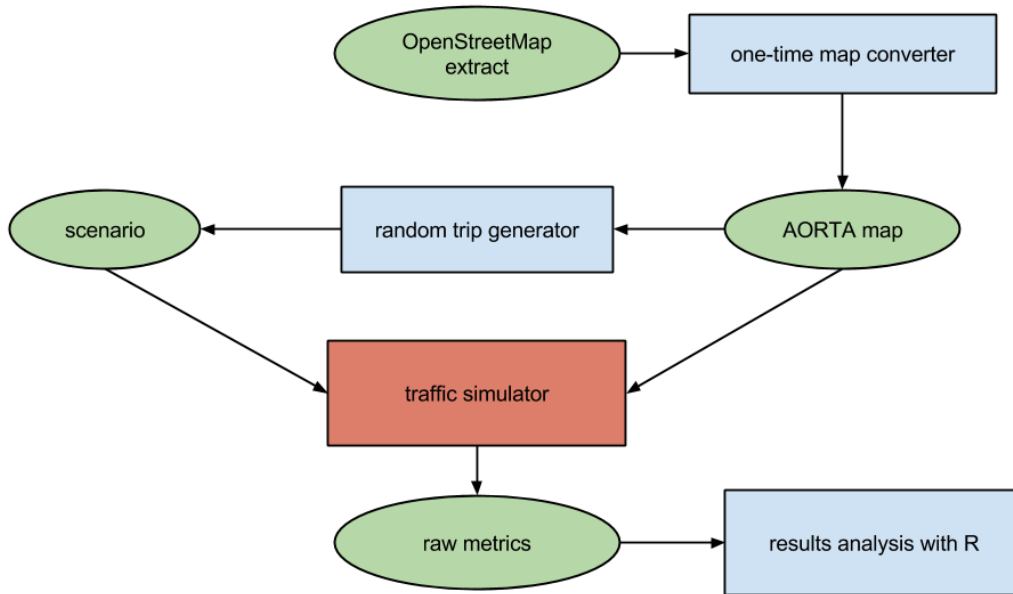 OpenStreetMap
extract
one-time map converter
scenario
random trip generator
AORTA map
traffic simulator
raw metrics
results analysis with R